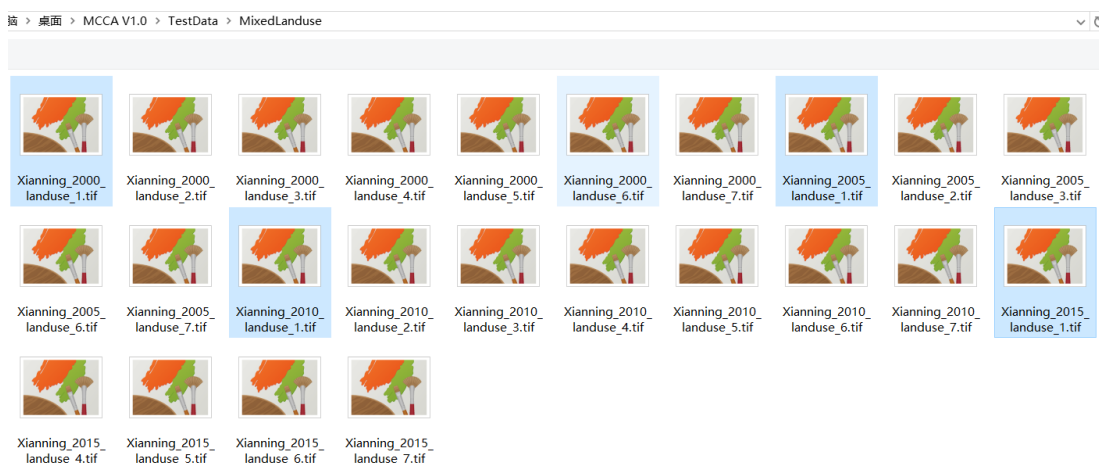 脑 > 桌面 > MCCA V1.0 > TestData > MixedLanduse
Xianning_2000_ Xianning_2000_ Xianning_2000_ Xianning_2000_ Xianning_2000_ Xianning_2000_ Xianning_2000_ Xianning_2005_ Xianning_2005_ Xianning_2005_
landuse_1.tif landuse_2.tif landuse_3.tif landuse_4.tif landuse_5.tif landuse_6.tif landuse_7.tif landuse_1.tif landuse_2.tif landuse_3.tif
Xianning_2005_ Xianning_2005_ Xianning_2010_ Xianning_2010_ Xianning_2010_ Xianning_2010_ Xianning_2010_ Xianning_2010_ Xianning_2010_ Xianning_2015_
landuse_6.tif landuse_7.tif landuse_1.tif landuse_2.tif landuse_3.tif landuse_4.tif landuse_5.tif landuse_6.tif landuse_7.tif landuse_1.tif
Xianning_2015_ Xianning_2015_ Xianning_2015_ Xianning_2015_
landuse_4.tif landuse_5.tif landuse_6.tif landuse_7.tif